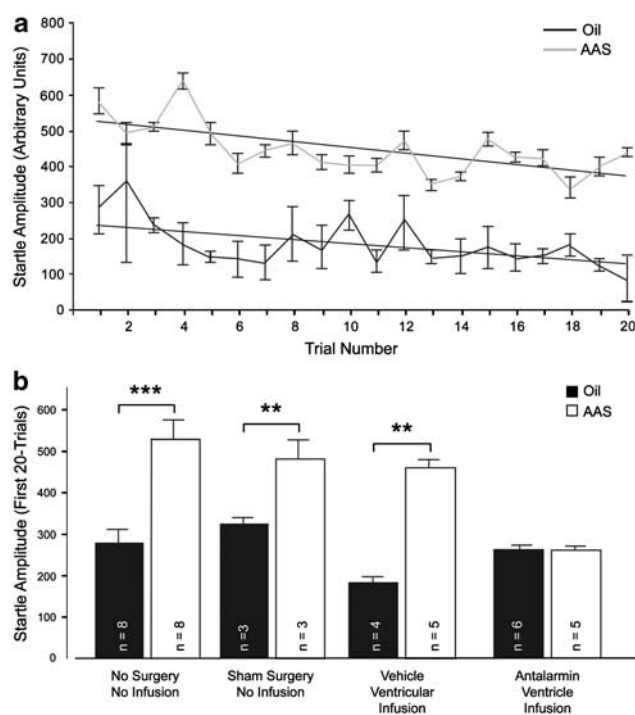 a
Startle Amplitude (Arbitrary Units)
800
700
600
500
400
300
200
100
0
Oil
AAS
2 4 6 8 10 12 14 16 18 20
Trial Number
b
Startle Amplitude (First 20-Trials)
600
500
400
300
200
100
0
Oil
AAS
*** ** **
n = 8 n = 8 n = 3 n = 3 n = 4 n = 5 n = 6 n = 5
No Surgery
No Infusion
Sham Surgery
No Infusion
Vehicle
Ventricular
Infusion
Antalarmin
Ventricle
Infusion